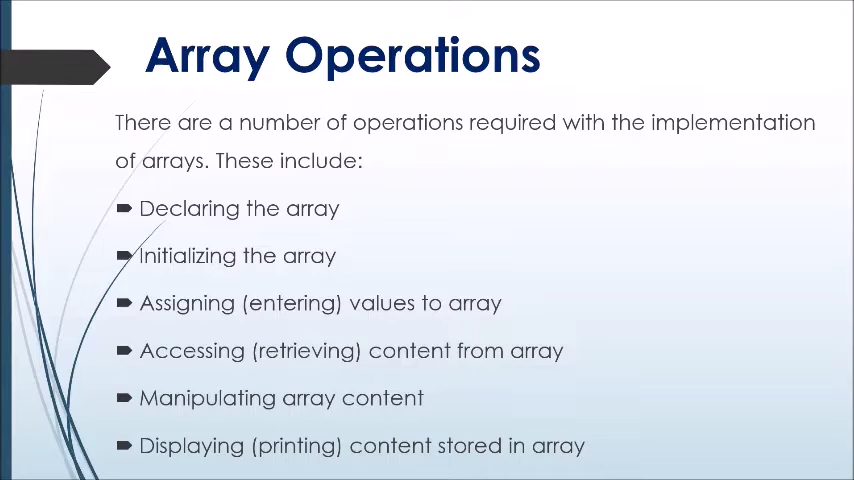 Array Operations
There are a number of operations required with the implementation
of arrays. These include:
Declaring the array
Initializing the array
Assigning (entering) values to array
Accessing (retrieving) content from array
Manipulating array content
Displaying (printing) content stored in array